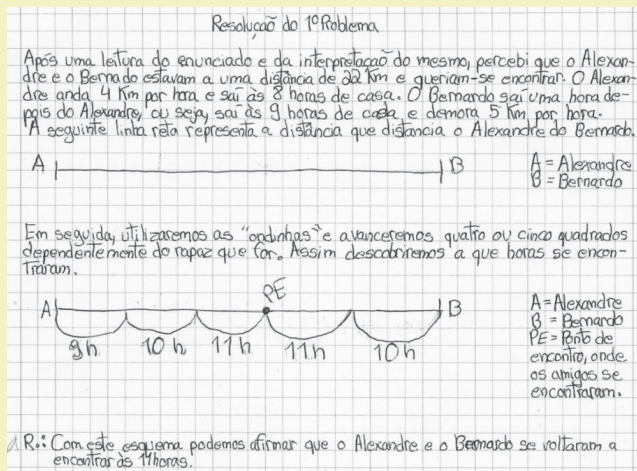 Resolução do 1º Problema
Após uma leitura do enunciado e da interpretação do mesmo, percebi que o Alexan-
dre e o Bernado estavam a uma distância de 22 Km e queriam-se encontrar. O Alexan-
dre anda 4 Km por hora e sai às 8 horas de casa. O Bernardo sai uma hora de-
pois do Alexandre, ou seja, sai às 9 horas de casa, e demora 5 Km por hora.
A seguinte linha reta representa a distância que distancia o Alexandre do Bernardo.
A B
A = Alexandre
B = Bernardo
Em seguida, utilizaremos as "ondinhas" e avançeremos quatro ou cinco quadrados
dependentemente do rapaz que for. Assim descobriremos a que horas se encon-
traram.
PE
A B
9h 10h 11h 11h 10h
A = Alexandre
B = Bernardo
PE = Ponto de
encontro, onde
os amigos se
encontraram.
R.: Com este esquema podemos afirmar que o Alexandre e o Bernardo se voltaram a
encontrar às 11horas.